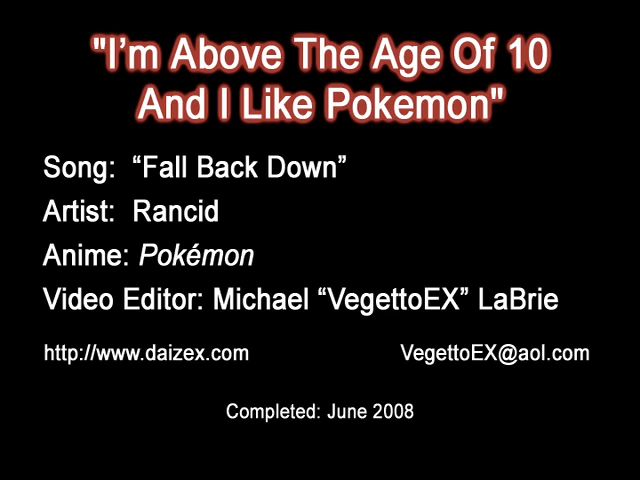 "I’m Above The Age Of 10
And I Like Pokemon"
Song: “Fall Back Down”
Artist: Rancid
Anime: Pokémon
Video Editor: Michael “VegettoEX” LaBrie
http://www.daizex.com VegettoEX@aol.com
Completed: June 2008